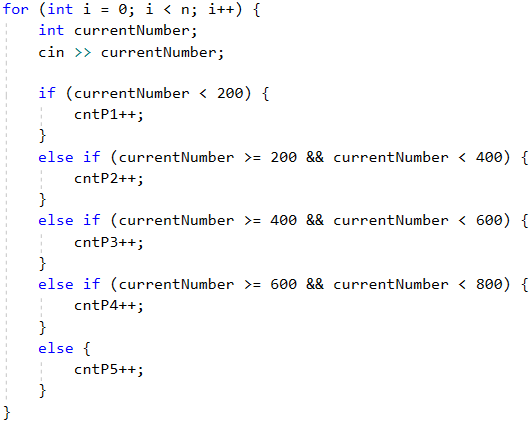 for (int i = 0; i < n; i++) {
    int currentNumber;
    cin >> currentNumber;

    if (currentNumber < 200) {
        cntP1++;
    }
    else if (currentNumber >= 200 && currentNumber < 400) {
        cntP2++;
    }
    else if (currentNumber >= 400 && currentNumber < 600) {
        cntP3++;
    }
    else if (currentNumber >= 600 && currentNumber < 800) {
        cntP4++;
    }
    else {
        cntP5++;
    }
}